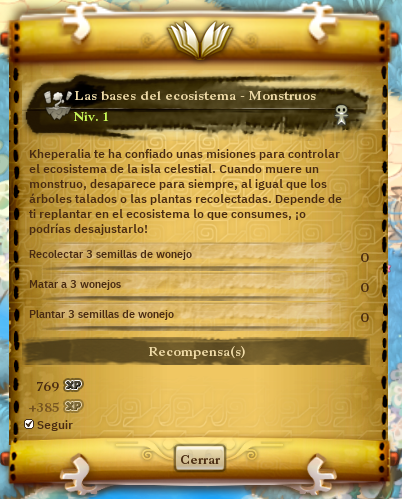 Las bases del ecosistema - Monstruos
Niv. 1
Kheperalia te ha confiado unas misiones para controlar
el ecosistema de la isla celestial. Cuando muere un
monstruo, desaparece para siempre, al igual que los
árboles talados o las plantas recolectadas. Depende de
ti replantar en el ecosistema lo que consumes, ¡o
podrías desajustarlo!
Recolectar 3 semillas de wonejo 0
Matar a 3 wonejos 0
Plantar 3 semillas de wonejo 0
Recompensa(s)
769 XP
+385 XP
Seguir
Cerrar